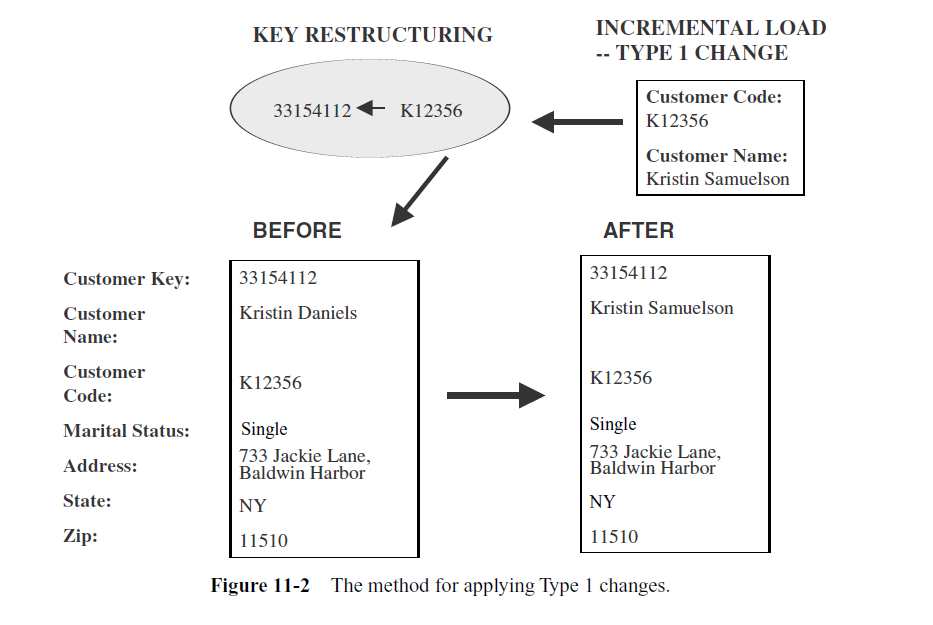 KEY RESTRUCTURING
INCREMENTAL LOAD
-- TYPE 1 CHANGE
33154112
K12356
Customer Code:
K12356
Customer Name:
Kristin Samuelson
BEFORE
AFTER
Customer Key:
33154112
33154112
Customer
Name:
Kristin Daniels
Kristin Samuelson
Customer
Code:
K12356
K12356
Marital Status:
Single
Single
Address:
733 Jackie Lane,
Baldwin Harbor
733 Jackie Lane,
Baldwin Harbor
State:
NY
NY
Zip:
11510
11510
Figure 11-2 The method for applying Type 1 changes.